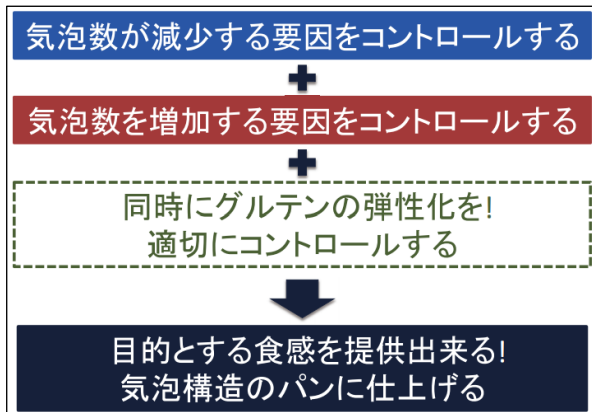 気泡数が減少する要因をコントロールする
気泡数を増加する要因をコントロールする
同時にグルテンの弾性化を!
適切にコントロールする
目的とする食感を提供出来る!
気泡構造のパンに仕上げる